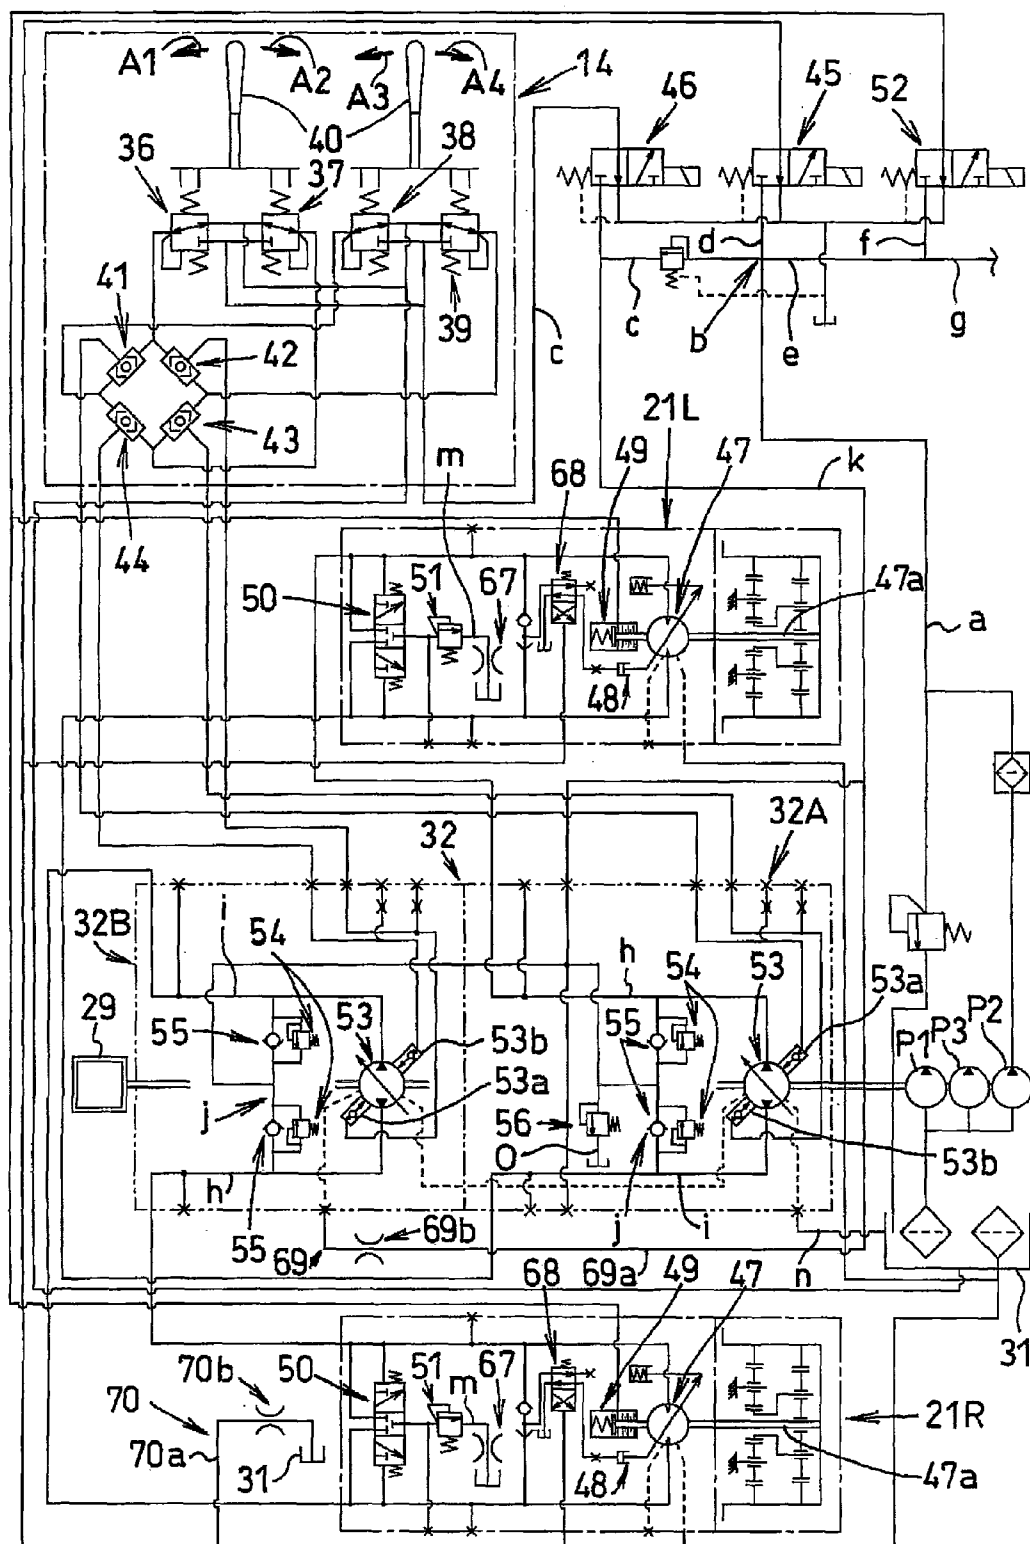 A1 A2 A3 A4 14 46 45 52
40
36 37 38
41 d f
39 c b e g
42 c
43 21L
44 m 68 49 47 k
50 51 67 47a
a
48
32 32A
32B i 54 h 54 53 53a
29 55 53 53b 55 P1 P3 P2
53a
j 56 53b
O
h j i
55 69b n
69 69a
68 49 47 31
70b 50 51 m 67
70 21R
70a 31 48 47a